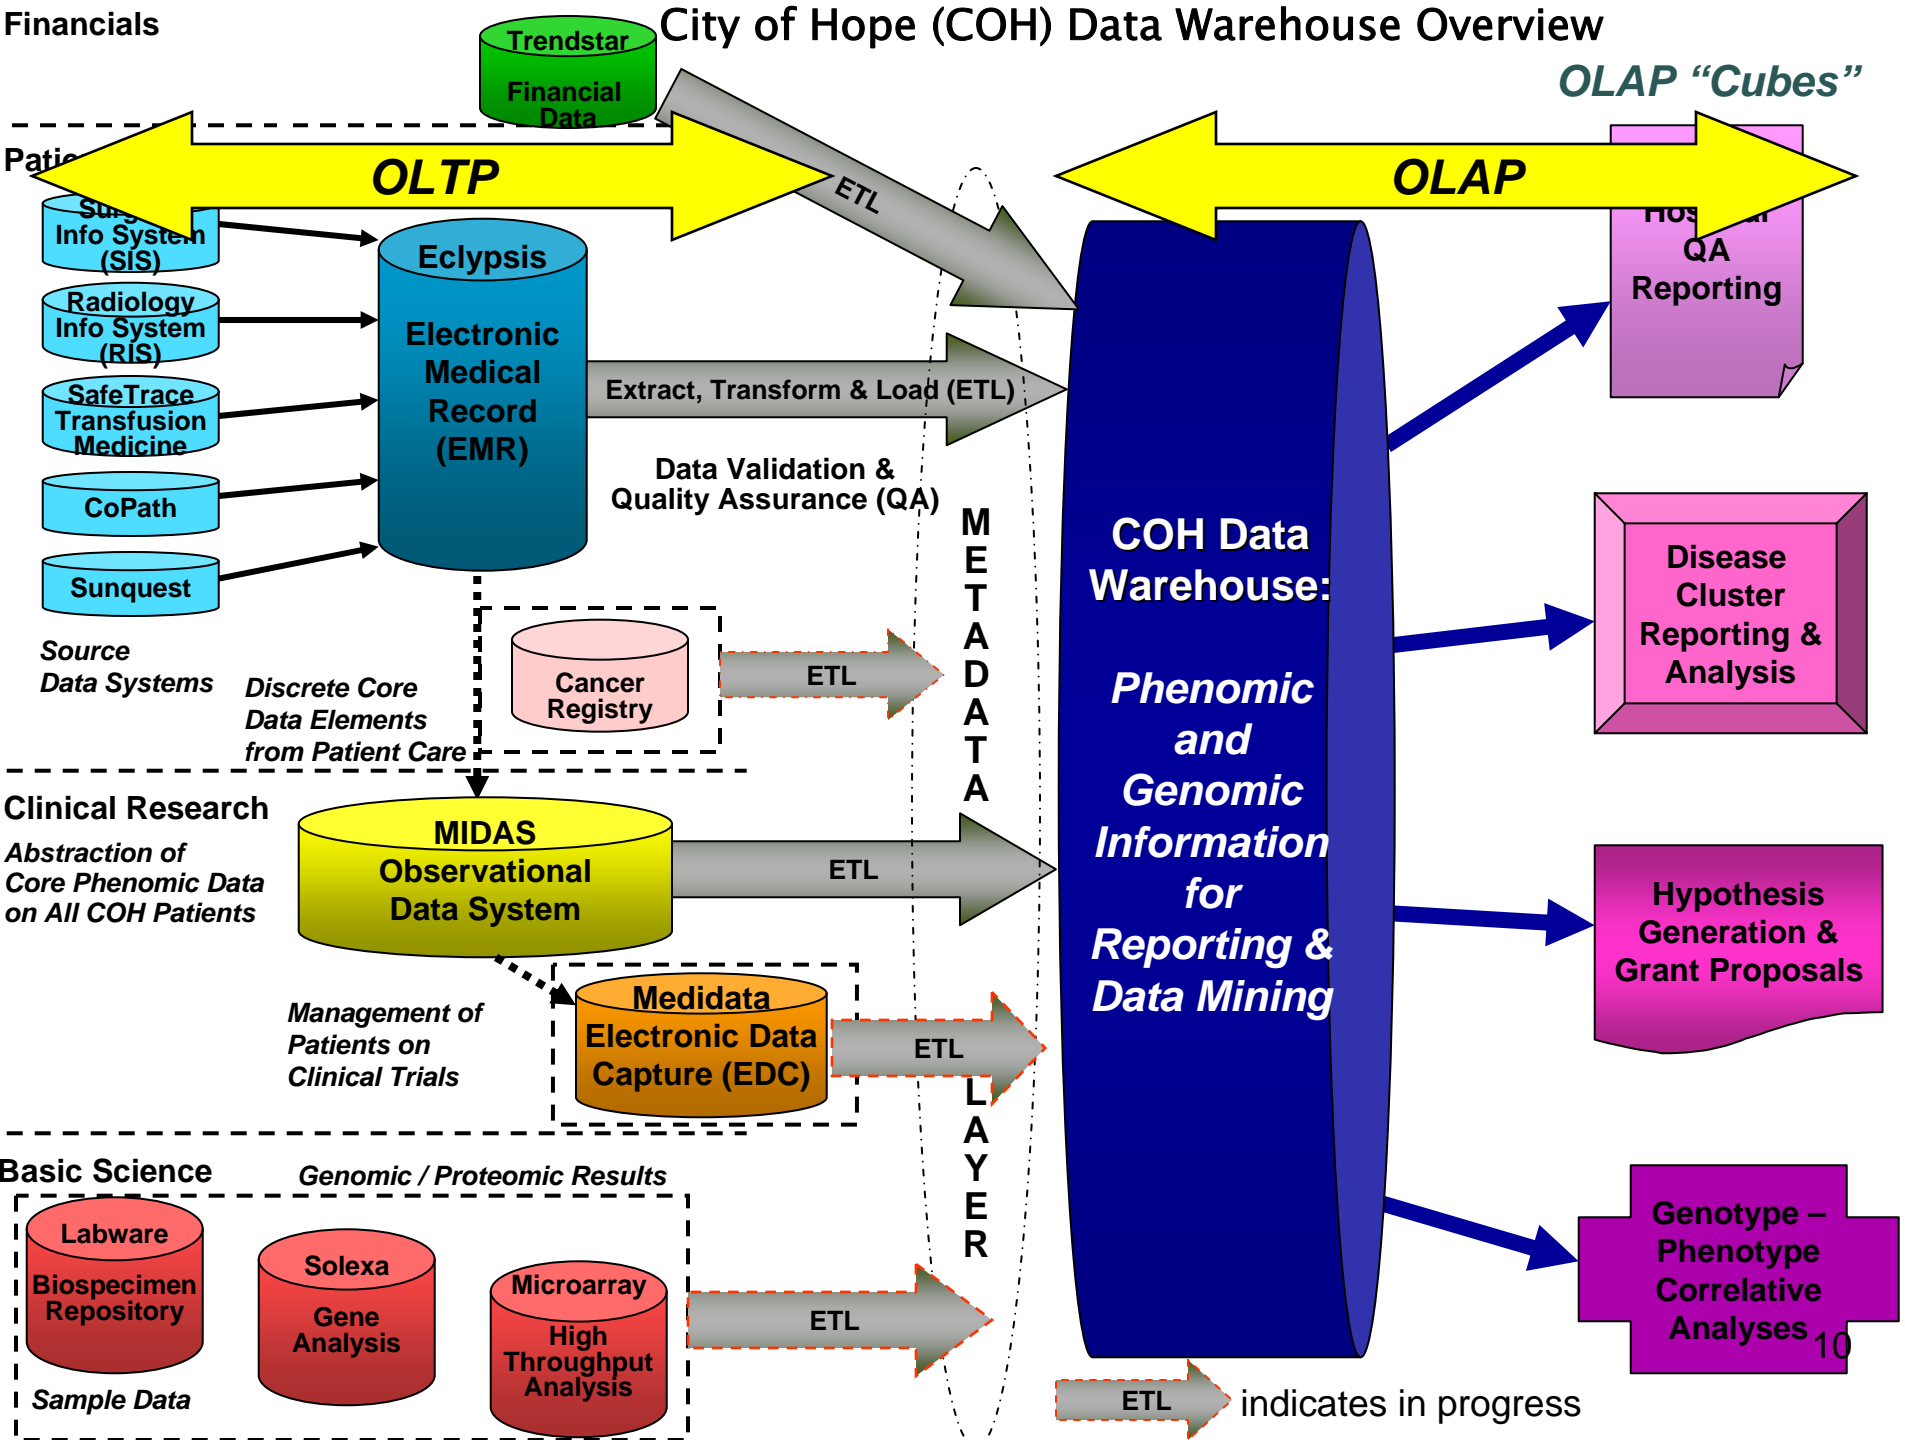 City of Hope (COH) Data Warehouse Overview
Financials
Trendstar
Financial
Data
OLAP “Cubes”
OLTP
OLAP
ETL
Info System
(SIS)
Radiology
Info System
(RIS)
SafeTrace
Transfusion
Medicine
CoPath
Sunquest
Source
Data Systems
Eclypsis
Electronic
Medical
Record
(EMR)
Extract, Transform & Load (ETL)
Data Validation &
Quality Assurance (QA)
Discrete Core
Data Elements
from Patient Care
Cancer
Registry
ETL
METADATA
LAYER
Clinical Research
Abstraction of
Core Phenomic Data
on All COH Patients
MIDAS
Observational
Data System
ETL
Management of
Patients on
Clinical Trials
Medidata
Electronic Data
Capture (EDC)
ETL
Basic Science
Genomic / Proteomic Results
Labware
Biospecimen
Repository
Solexa
Gene
Analysis
Microarray
High
Throughput
Analysis
Sample Data
ETL
COH Data
Warehouse:
Phenomic
and
Genomic
Information
for
Reporting &
Data Mining
QA
Reporting
Disease
Cluster
Reporting &
Analysis
Hypothesis
Generation &
Grant Proposals
Genotype –
Phenotype
Correlative
Analyses
10
ETL
indicates in progress